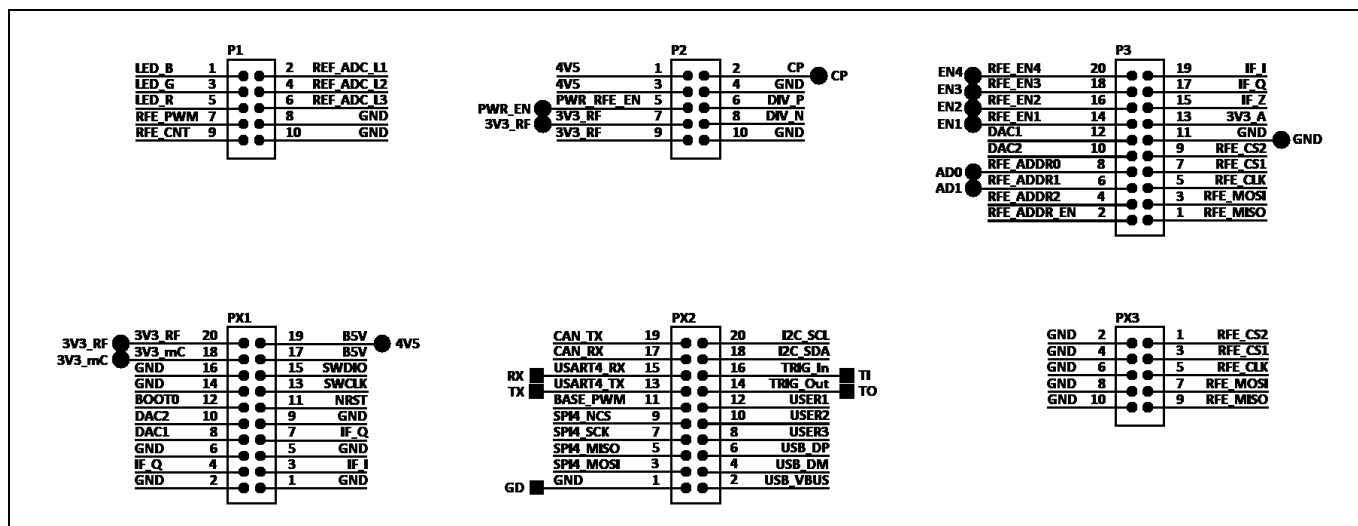 P1
LED_B 1 2 REF_ADC_L1
LED_G 3 4 REF_ADC_L2
LED_R 5 6 REF_ADC_L3
RFE_PWM 7 8 GND
RFE_CNT 9 10 GND
P2
4V5 1 2 CP CP
4V5 3 4 GND
PWR_EN PWR_RFE_EN 5 6 DIV_P
3V3_RF 3V3_RF 7 8 DIV_N
3V3_RF 9 10 GND
P3
EN4 RFE_EN4 20 19 IF_I
EN3 RFE_EN3 18 17 IF_Q
EN2 RFE_EN2 16 15 IF_Z
EN1 RFE_EN1 14 13 3V3_A
DAC1 12 11 GND GND
DAC2 10 9 RFE_CS2
AD0 RFE_ADDR0 8 7 RFE_CS1
AD1 RFE_ADDR1 6 5 RFE_CLK
RFE_ADDR2 4 3 RFE_MOSI
RFE_ADDR_EN 2 1 RFE_MISO
PX1
3V3_RF 3V3_RF 20 19 B5V 4V5
3V3_mC 3V3_mC 18 17 B5V
GND 16 15 SWDIO
GND 14 13 SWCLK
BOOT0 12 11 NRST
DAC2 10 9 GND
DAC1 8 7 IF_Q
GND 6 5 GND
IF_Q 4 3 IF_I
GND 2 1 GND
PX2
CAN_TX 19 20 I2C_SCL
CAN_RX 17 18 I2C_SDA
RX USART4_RX 15 16 TRIG_In TI
TX USART4_TX 13 14 TRIG_Out TO
BASE_PWM 11 12 USER1
SPI4_NCS 9 10 USER2
SPI4_SCK 7 8 USER3
SPI4_MISO 5 6 USB_DP
SPI4_MOSI 3 4 USB_DM
GD GND 1 2 USB_VBUS
PX3
GND 2 1 RFE_CS2
GND 4 3 RFE_CS1
GND 6 5 RFE_CLK
GND 8 7 RFE_MOSI
GND 10 9 RFE_MISO